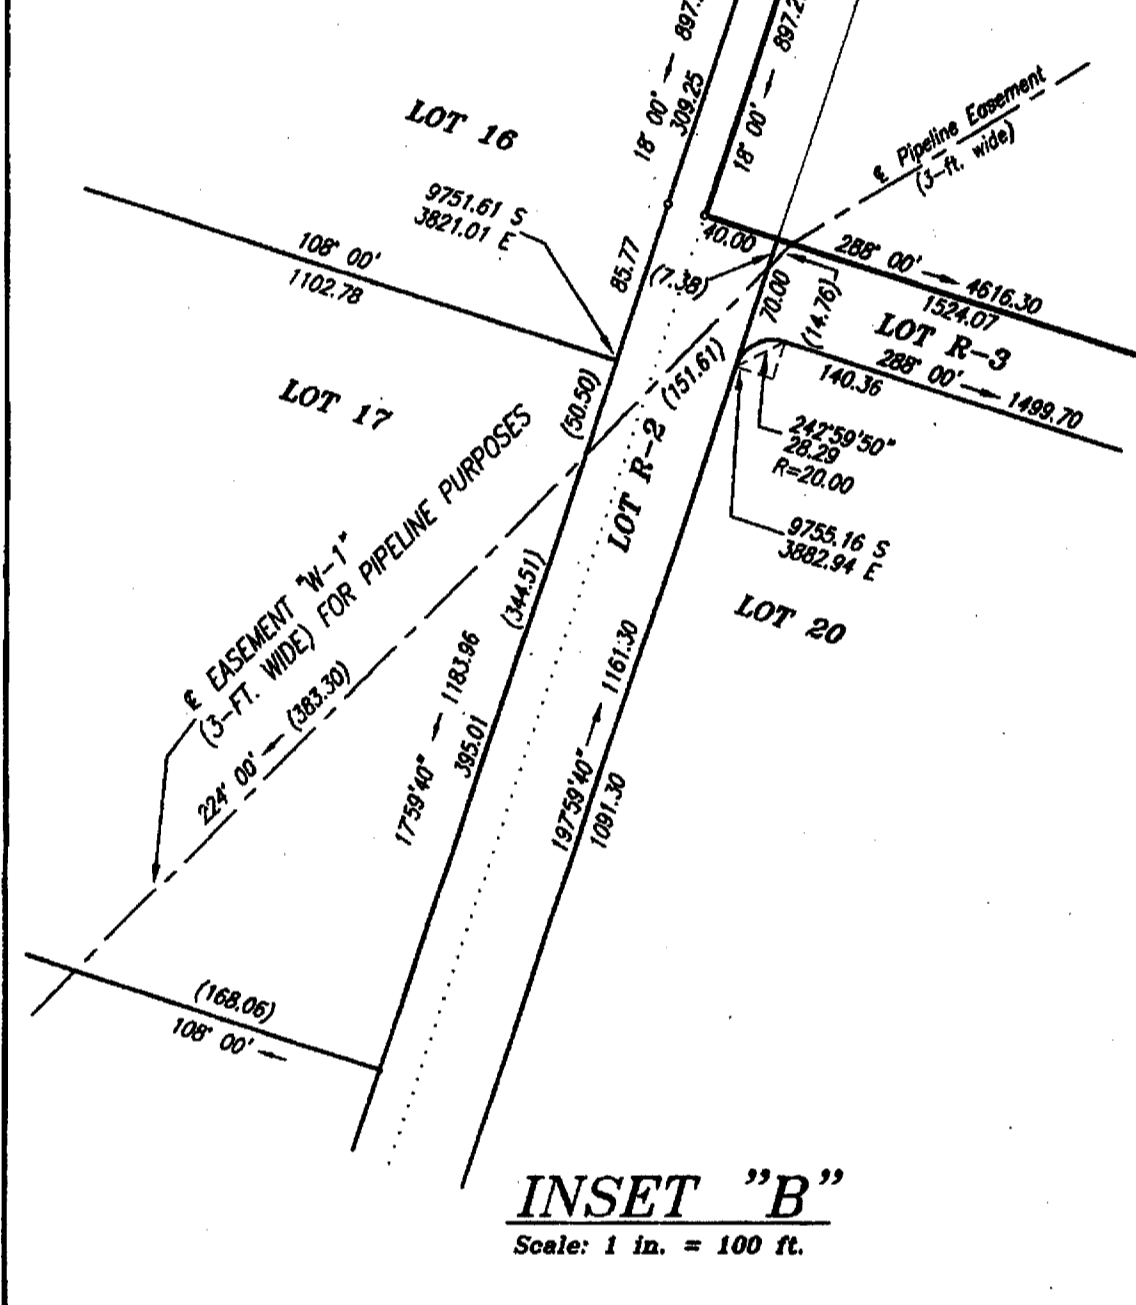 18° 00'
309.25
18° 00'
LOT 16
℄ Pipeline Easement
(3-ft. wide)
9751.61 S
3821.01 E
108° 00'
1102.78
85.77
40.00
(7.38)
288° 00' 4616.30
1524.07
70.00
(14.76)
LOT R-3
288° 00' 1499.70
140.36
LOT 17
(50.50)
(151.61)
LOT R-2
242°59'50"
28.29
R=20.00
9755.16 S
3882.94 E
LOT 20
℄ EASEMENT "W-1"
(3-FT. WIDE) FOR PIPELINE PURPOSES
224° 00' (383.30)
(344.51)
17°59'40" 1183.96
395.01
197°59'40" 1161.30
1091.30
(168.06)
108° 00'
INSET "B"
Scale: 1 in. = 100 ft.